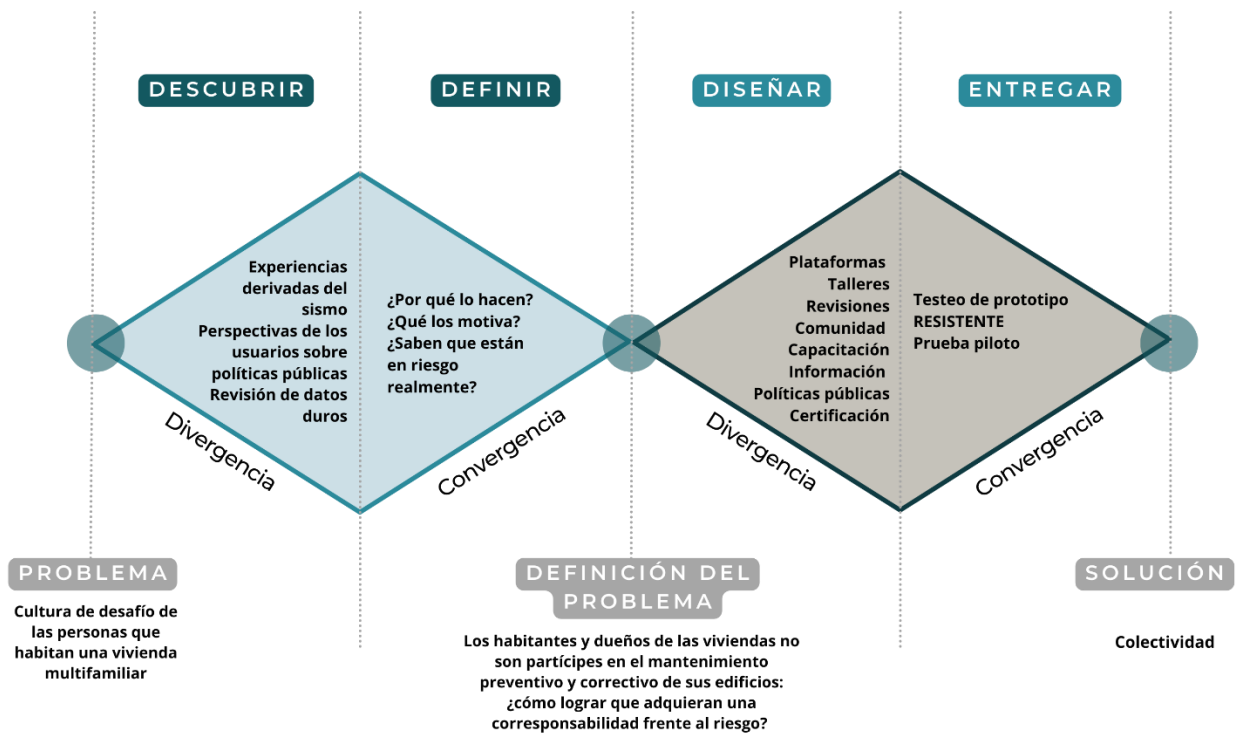 DESCUBRIR
DEFINIR
DISEÑAR
ENTREGAR
Experiencias
derivadas del
sismo
Perspectivas de los
usuarios sobre
políticas públicas
Revisión de datos
duros
¿Por qué lo hacen?
¿Qué los motiva?
¿Saben que están
en riesgo
realmente?
Plataformas
Talleres
Revisiones
Comunidad
Capacitación
Información
Políticas públicas
Certificación
Testeo de prototipo
RESISTENTE
Prueba piloto
Divergencia
Convergencia
Divergencia
Convergencia
PROBLEMA
Cultura de desafío de
las personas que
habitan una vivienda
multifamiliar
DEFINICIÓN DEL
PROBLEMA
Los habitantes y dueños de las viviendas no
son partícipes en el mantenimiento
preventivo y correctivo de sus edificios:
¿cómo lograr que adquieran una
corresponsabilidad frente al riesgo?
SOLUCIÓN
Colectividad